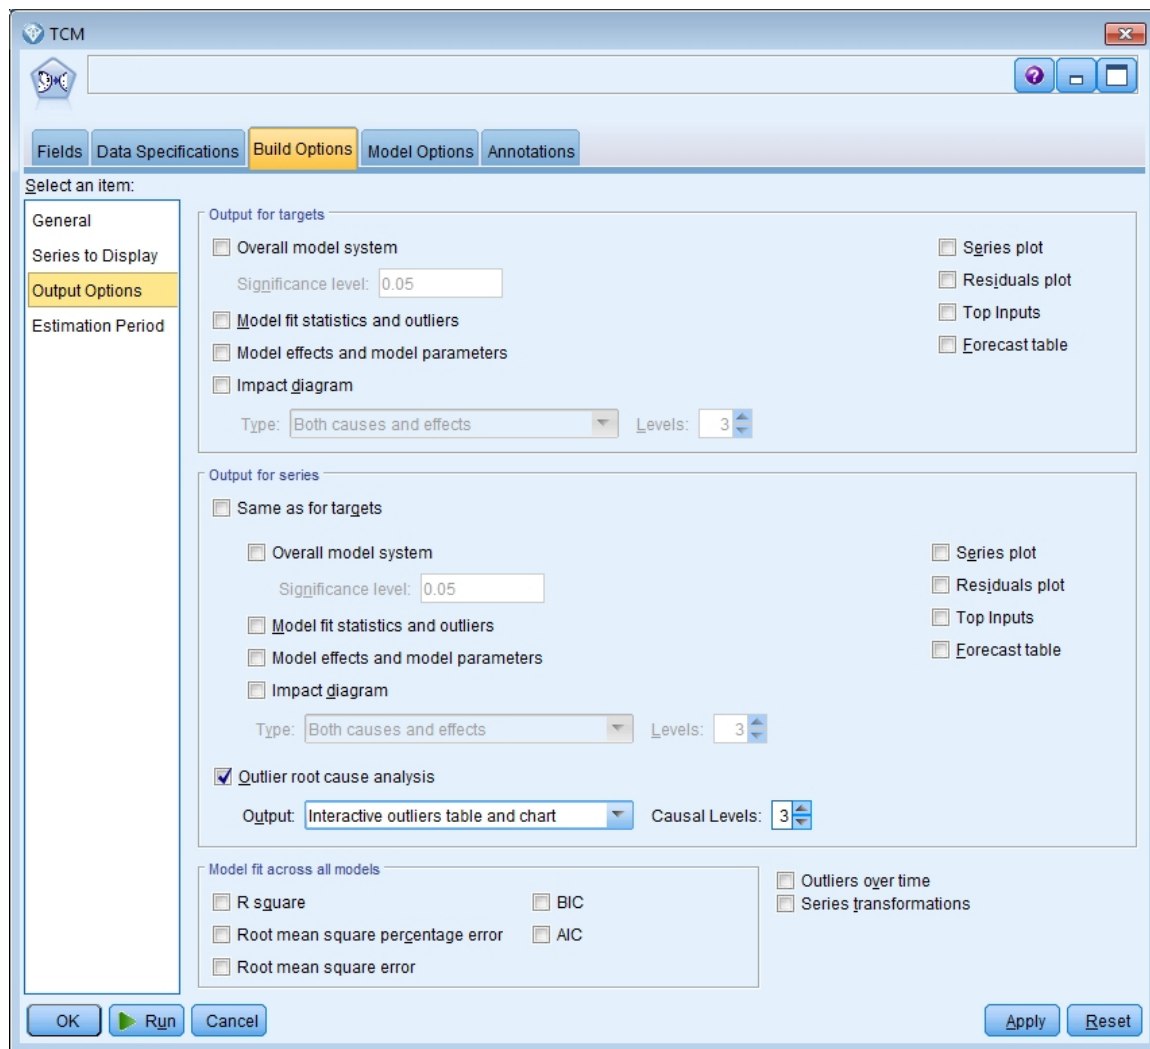 TCM
Fields Data Specifications Build Options Model Options Annotations
Select an item:
General
Series to Display
Output Options
Estimation Period
Output for targets
Overall model system
Significance level: 0.05
Model fit statistics and outliers
Model effects and model parameters
Impact diagram
Type: Both causes and effects Levels: 3
Series plot
Residuals plot
Top Inputs
Forecast table
Output for series
Same as for targets
Overall model system
Significance level: 0.05
Model fit statistics and outliers
Model effects and model parameters
Impact diagram
Type: Both causes and effects Levels: 3
Series plot
Residuals plot
Top Inputs
Forecast table
Outlier root cause analysis
Output: Interactive outliers table and chart Causal Levels: 3
Model fit across all models
R square BIC
Root mean square percentage error AIC
Root mean square error
Outliers over time
Series transformations
OK Run Cancel Apply Reset